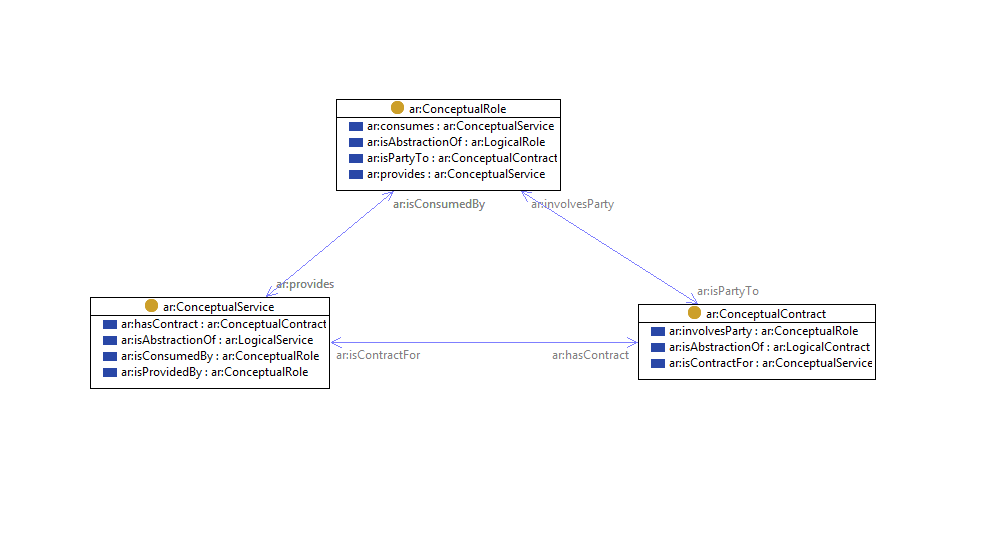 ar:ConceptualRole
ar:consumes : ar:ConceptualService
ar:isAbstractionOf : ar:LogicalRole
ar:isPartyTo : ar:ConceptualContract
ar:provides : ar:ConceptualService
ar:isConsumedBy
ar:involvesParty
ar:provides
ar:isPartyTo
ar:ConceptualService
ar:hasContract : ar:ConceptualContract
ar:isAbstractionOf : ar:LogicalService
ar:isConsumedBy : ar:ConceptualRole
ar:isProvidedBy : ar:ConceptualRole
ar:isContractFor
ar:hasContract
ar:ConceptualContract
ar:involvesParty : ar:ConceptualRole
ar:isAbstractionOf : ar:LogicalContract
ar:isContractFor : ar:ConceptualService